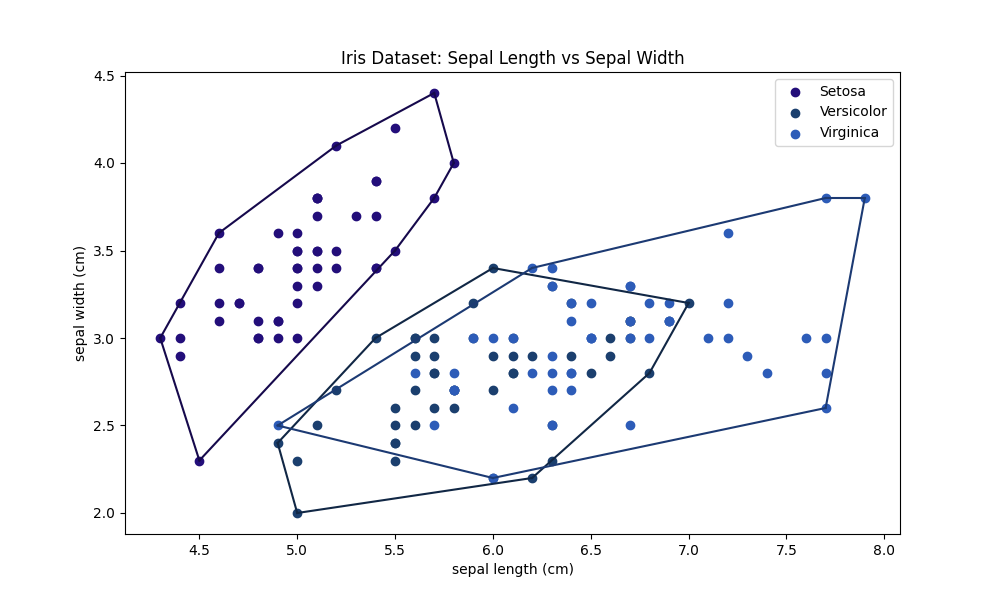 Iris Dataset: Sepal Length vs Sepal Width
Setosa
Versicolor
Virginica
4.5
4.0
3.5
3.0
2.5
2.0
sepal width (cm)
4.5 5.0 5.5 6.0 6.5 7.0 7.5 8.0
sepal length (cm)